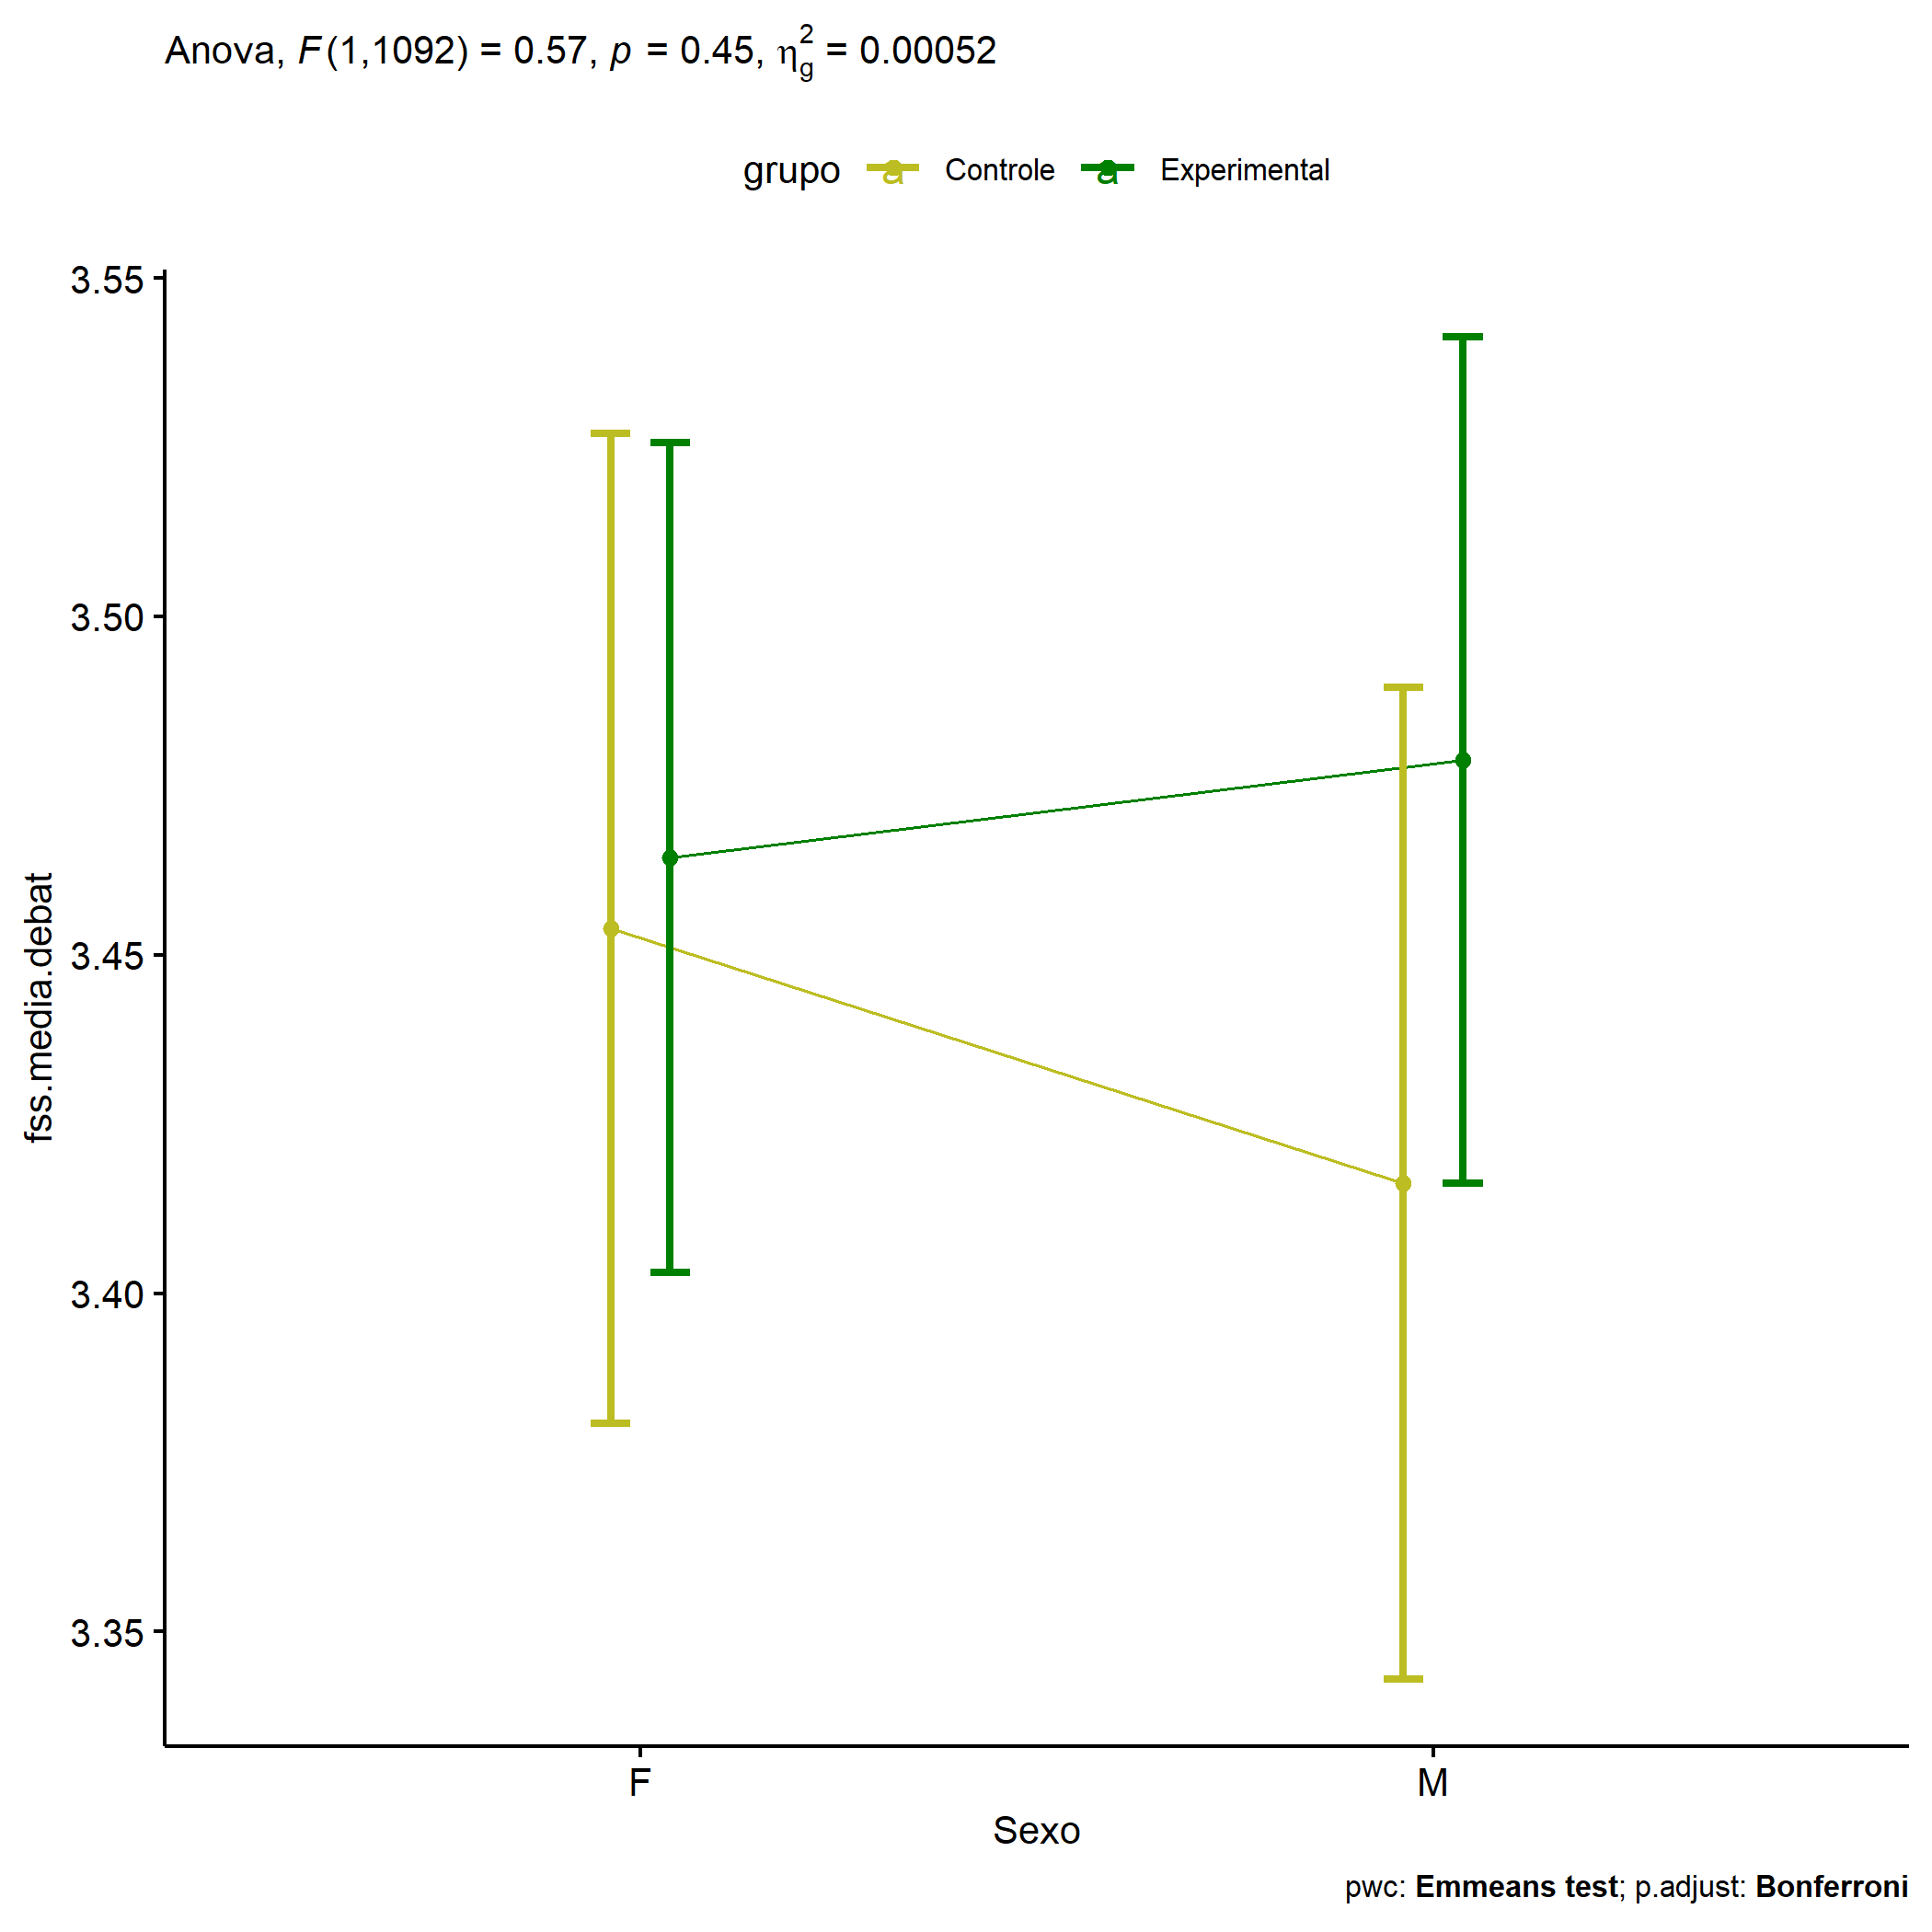 Anova, F(1,1092) = 0.57, p = 0.45, η²g = 0.00052
grupo a Controle a Experimental
3.55
3.50
3.45
3.40
3.35
fss.media.debat
F M
Sexo
pwc: Emmeans test; p.adjust: Bonferroni